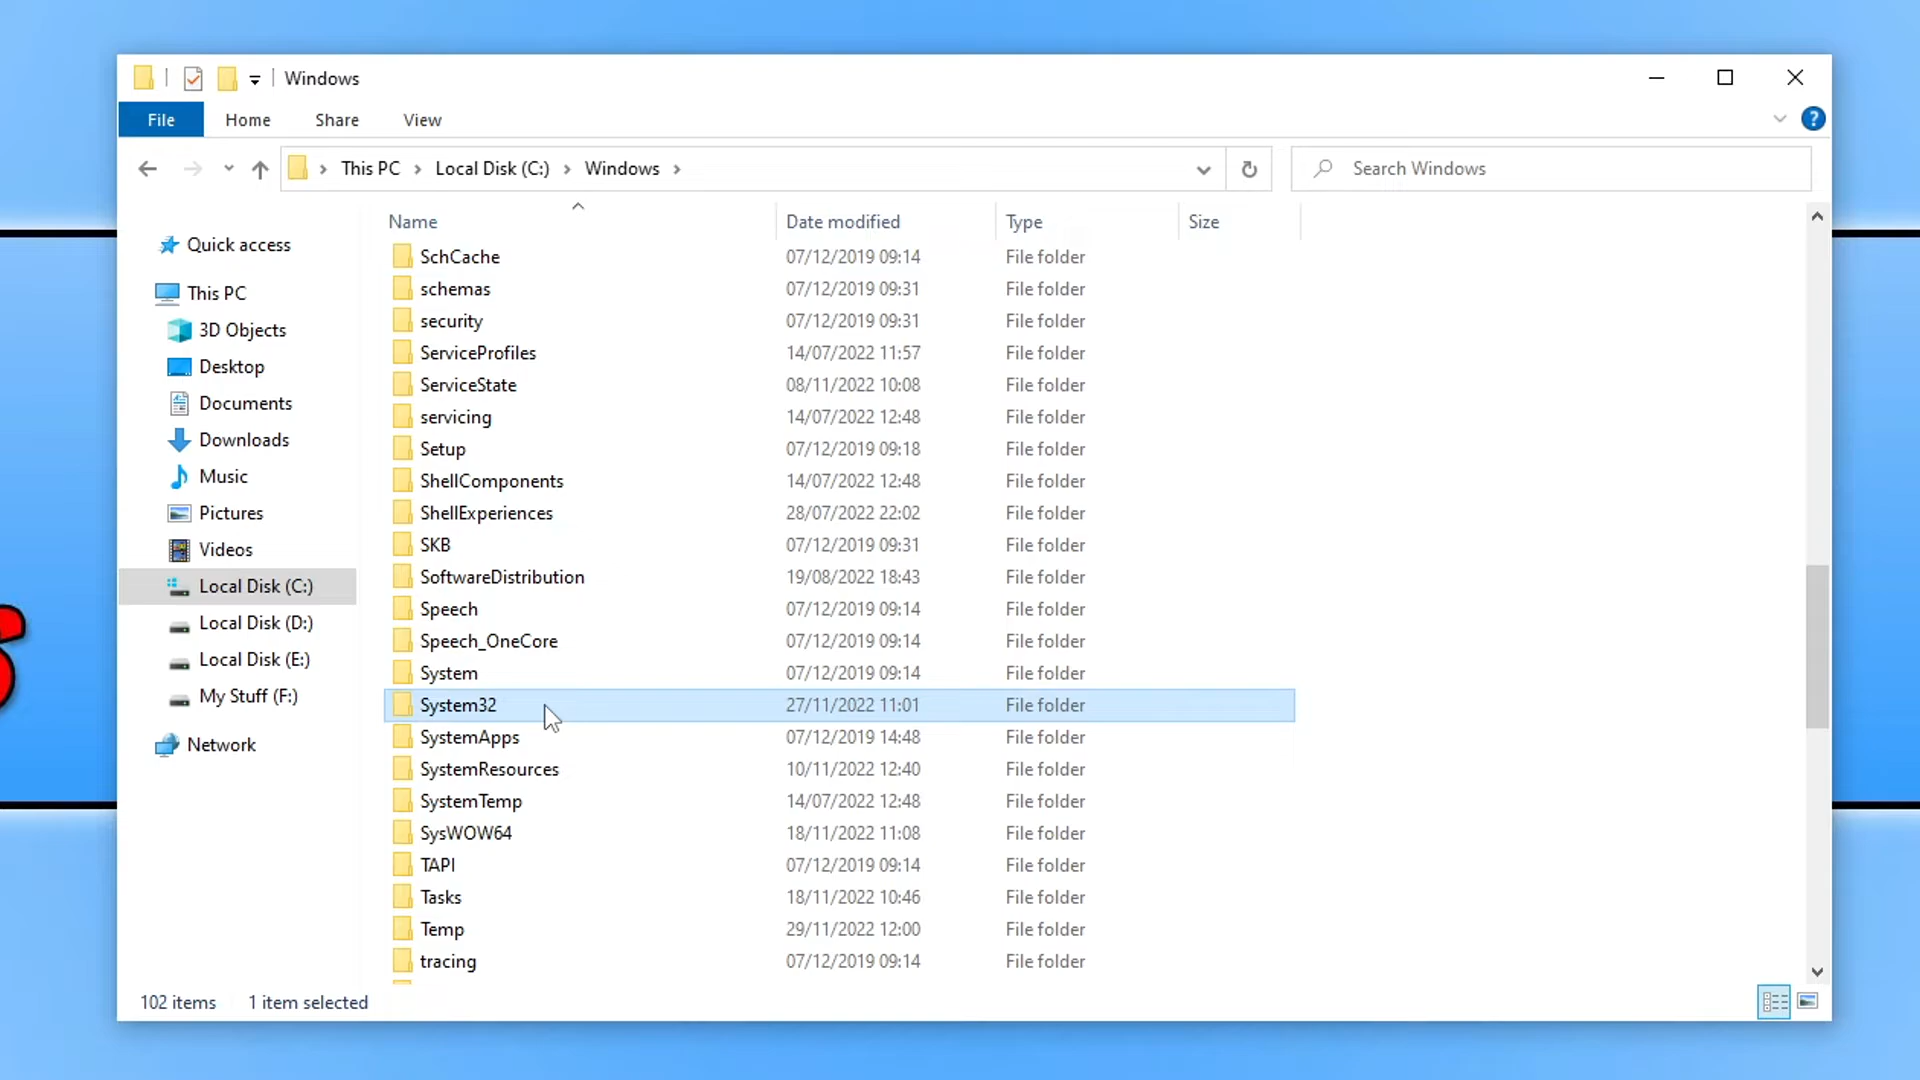 Windows
File Home Share View
This PC Local Disk (C:) Windows
Search Windows
Name Date modified Type Size
Quick access
This PC
3D Objects
Desktop
Documents
Downloads
Music
Pictures
Videos
Local Disk (C:)
Local Disk (D:)
Local Disk (E:)
My Stuff (F:)
Network
SchCache 07/12/2019 09:14 File folder
schemas 07/12/2019 09:31 File folder
security 07/12/2019 09:31 File folder
ServiceProfiles 14/07/2022 11:57 File folder
ServiceState 08/11/2022 10:08 File folder
servicing 14/07/2022 12:48 File folder
Setup 07/12/2019 09:18 File folder
ShellComponents 14/07/2022 12:48 File folder
ShellExperiences 28/07/2022 22:02 File folder
SKB 07/12/2019 09:31 File folder
SoftwareDistribution 19/08/2022 18:43 File folder
Speech 07/12/2019 09:14 File folder
Speech_OneCore 07/12/2019 09:14 File folder
System 07/12/2019 09:14 File folder
System32 27/11/2022 11:01 File folder
SystemApps 07/12/2019 14:48 File folder
SystemResources 10/11/2022 12:40 File folder
SystemTemp 14/07/2022 12:48 File folder
SysWOW64 18/11/2022 11:08 File folder
TAPI 07/12/2019 09:14 File folder
Tasks 18/11/2022 10:46 File folder
Temp 29/11/2022 12:00 File folder
tracing 07/12/2019 09:14 File folder
102 items 1 item selected